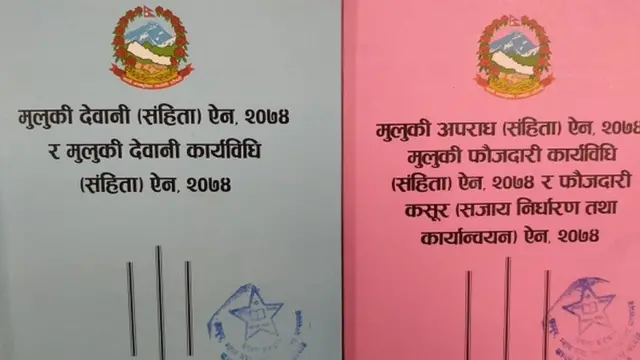 मुलुकी देवानी (संहिता) ऐन, २०७४
र मुलुकी देवानी कार्यविधि
(संहिता) ऐन, २०७४
मुलुकी अपराध (संहिता) ऐन, २०७४
मुलुकी फौजदारी कार्यविधि
(संहिता) ऐन, २०७४ र फौजदारी
कसूर (सजाय निर्धारण तथा
कार्यान्वयन) ऐन, २०७४